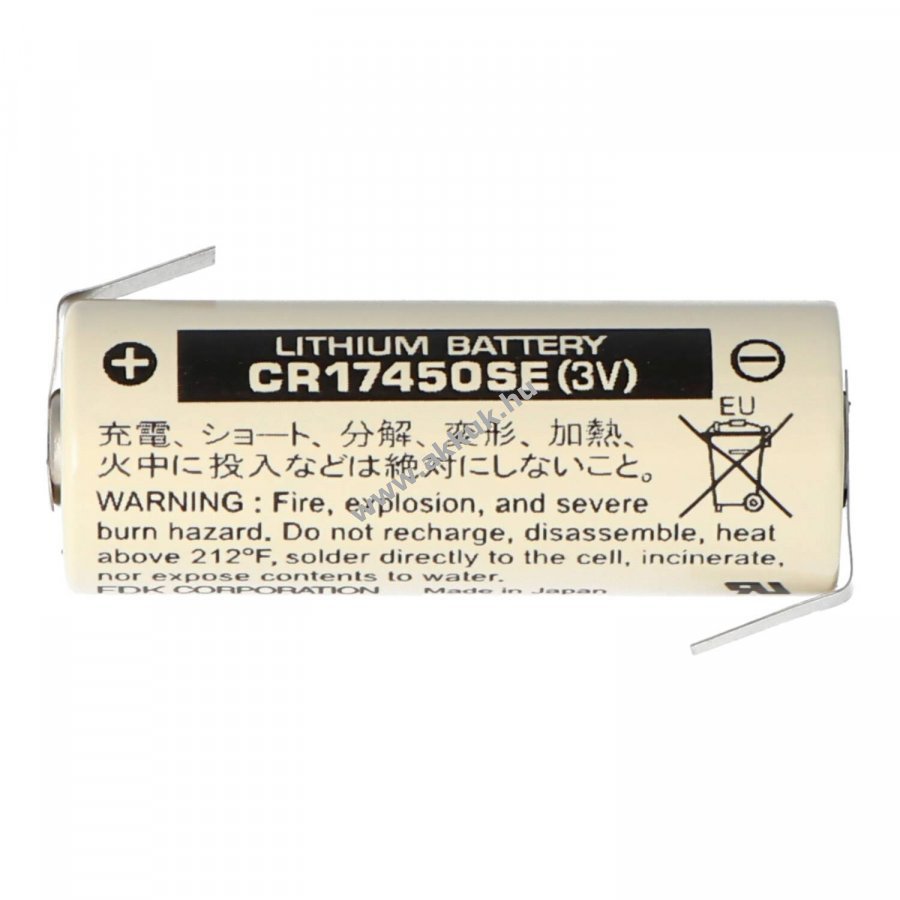 LITHIUM BATTERY
CR17450SE(3V)
EU
充電、ショート、分解、変形、加熱、
火中に投入などは絶対にしないこと。
WARNING : Fire, explosion, and severe
burn hazard. Do not recharge, disassemble, heat
above 212°F, solder directly to the cell, incinerate,
nor expose contents to water.
FDK CORPORATION Made in Japan
www.akkuk.hu